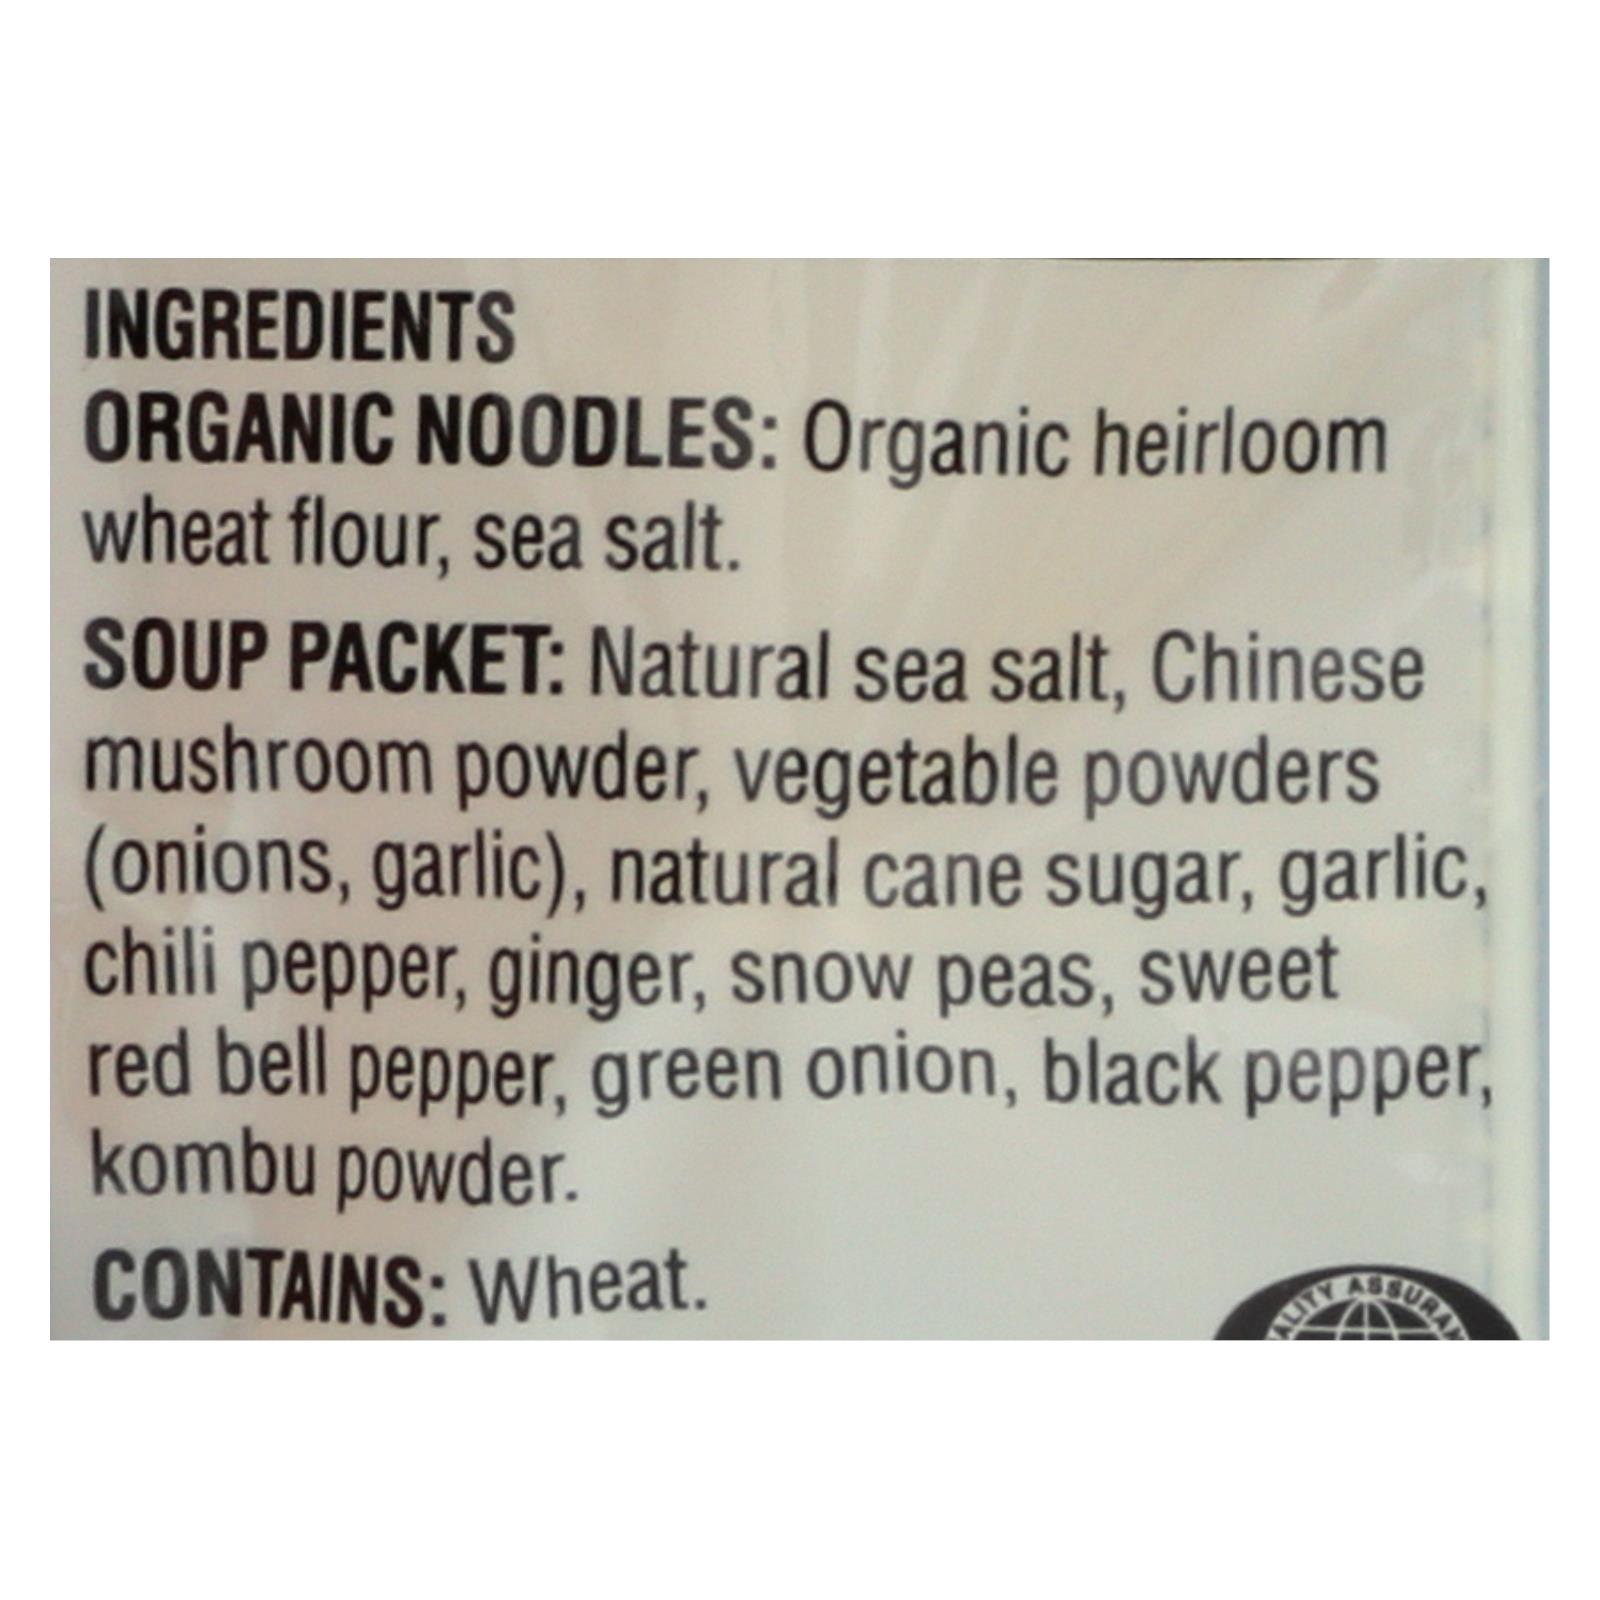 INGREDIENTS
ORGANIC NOODLES: Organic heirloom
wheat flour, sea salt.
SOUP PACKET: Natural sea salt, Chinese
mushroom powder, vegetable powders
(onions, garlic), natural cane sugar, garlic,
chili pepper, ginger, snow peas, sweet
red bell pepper, green onion, black pepper,
kombu powder.
CONTAINS: Wheat.